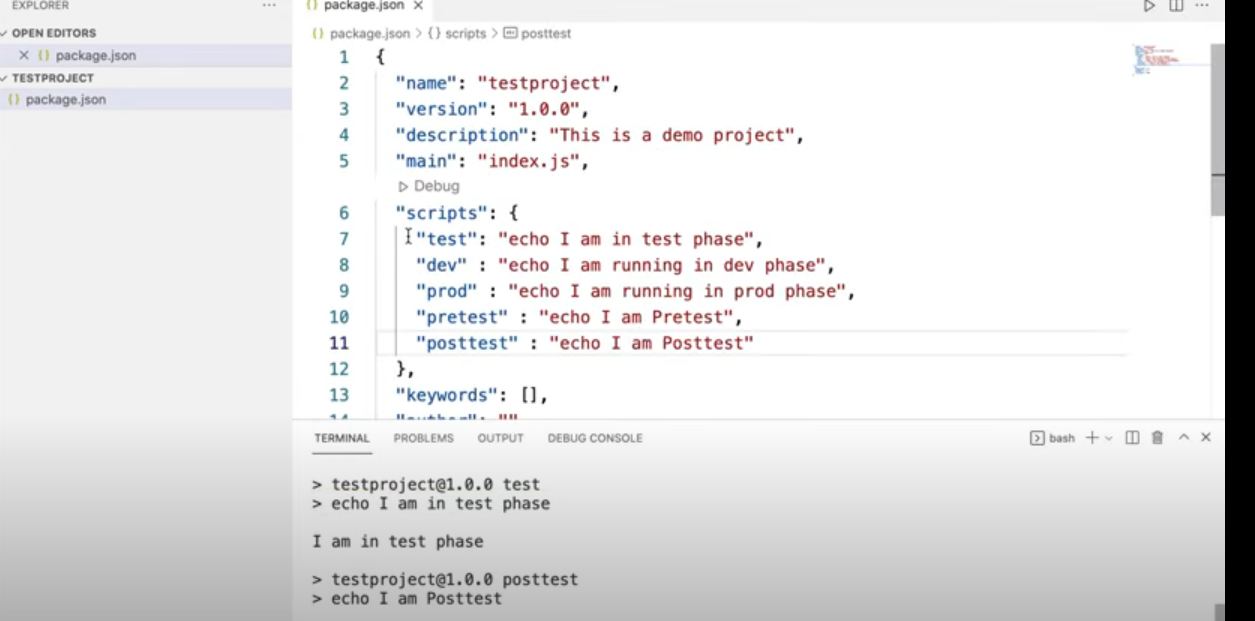 EXPLORER ···
OPEN EDITORS
× {} package.json
TESTPROJECT
{} package.json
{} package.json ×
···
{} package.json > {} scripts > posttest
1 {
2 "name": "testproject",
3 "version": "1.0.0",
4 "description": "This is a demo project",
5 "main": "index.js",
Debug
6 "scripts": {
7 "test": "echo I am in test phase",
8 "dev" : "echo I am running in dev phase",
9 "prod" : "echo I am running in prod phase",
10 "pretest" : "echo I am Pretest",
11 "posttest" : "echo I am Posttest"
12 },
13 "keywords": [],
14 "author": ""
TERMINAL PROBLEMS OUTPUT DEBUG CONSOLE
bash
> testproject@1.0.0 test
> echo I am in test phase
I am in test phase
> testproject@1.0.0 posttest
> echo I am Posttest